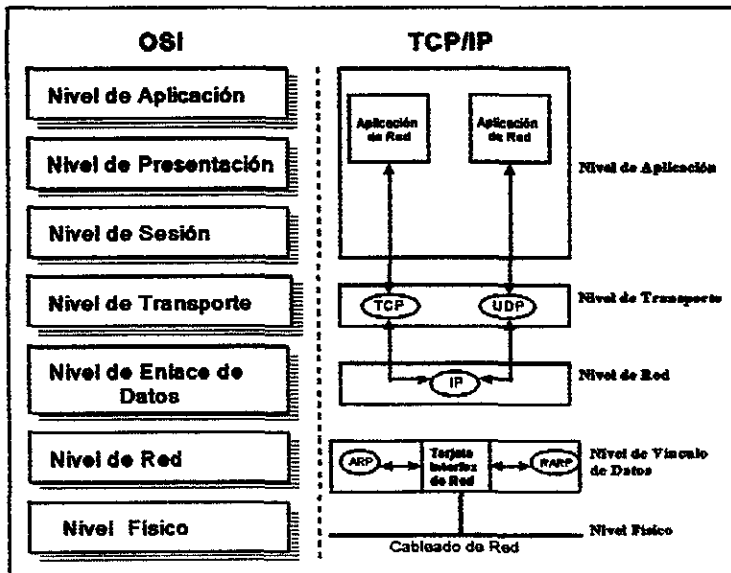 OSI
TCP/IP
Nivel de Aplicación
Nivel de Presentación
Nivel de Sesión
Nivel de Transporte
Nivel de Enlace de
Datos
Nivel de Red
Nivel Físico
Aplicación
de Red
Aplicación
de Red
Nivel de Aplicación
TCP
UDP
Nivel de Transporte
IP
Nivel de Red
ARP
Tarjeta
Interfaz
de Red
RARP
Nivel de Vínculo
de Datos
Nivel Físico
Cableado de Red